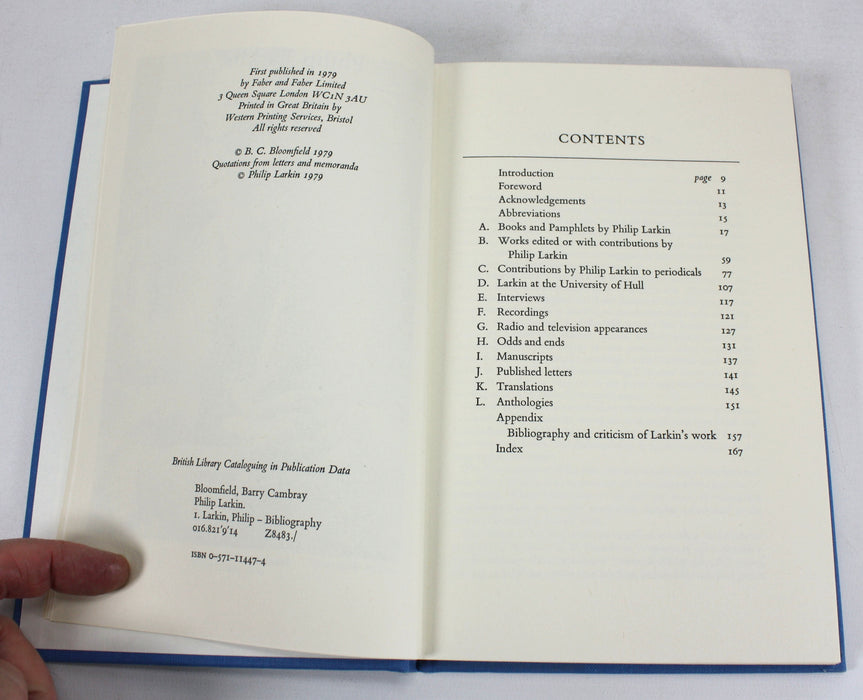 First published in 1979
by Faber and Faber Limited
3 Queen Square London WC1N 3AU
Printed in Great Britain by
Western Printing Services, Bristol
All rights reserved
© B. C. Bloomfield 1979
Quotations from letters and memoranda
© Philip Larkin 1979
British Library Cataloguing in Publication Data
Bloomfield, Barry Cambray
Philip Larkin.
1. Larkin, Philip – Bibliography
016.821'9'14 Z8483./
ISBN 0–571–11447–4
CONTENTS
Introduction page 9
Foreword 11
Acknowledgements 13
Abbreviations 15
A. Books and Pamphlets by Philip Larkin 17
B. Works edited or with contributions by
Philip Larkin 59
C. Contributions by Philip Larkin to periodicals 77
D. Larkin at the University of Hull 107
E. Interviews 117
F. Recordings 121
G. Radio and television appearances 127
H. Odds and ends 131
I. Manuscripts 137
J. Published letters 141
K. Translations 145
L. Anthologies 151
Appendix
Bibliography and criticism of Larkin's work 157
Index 167